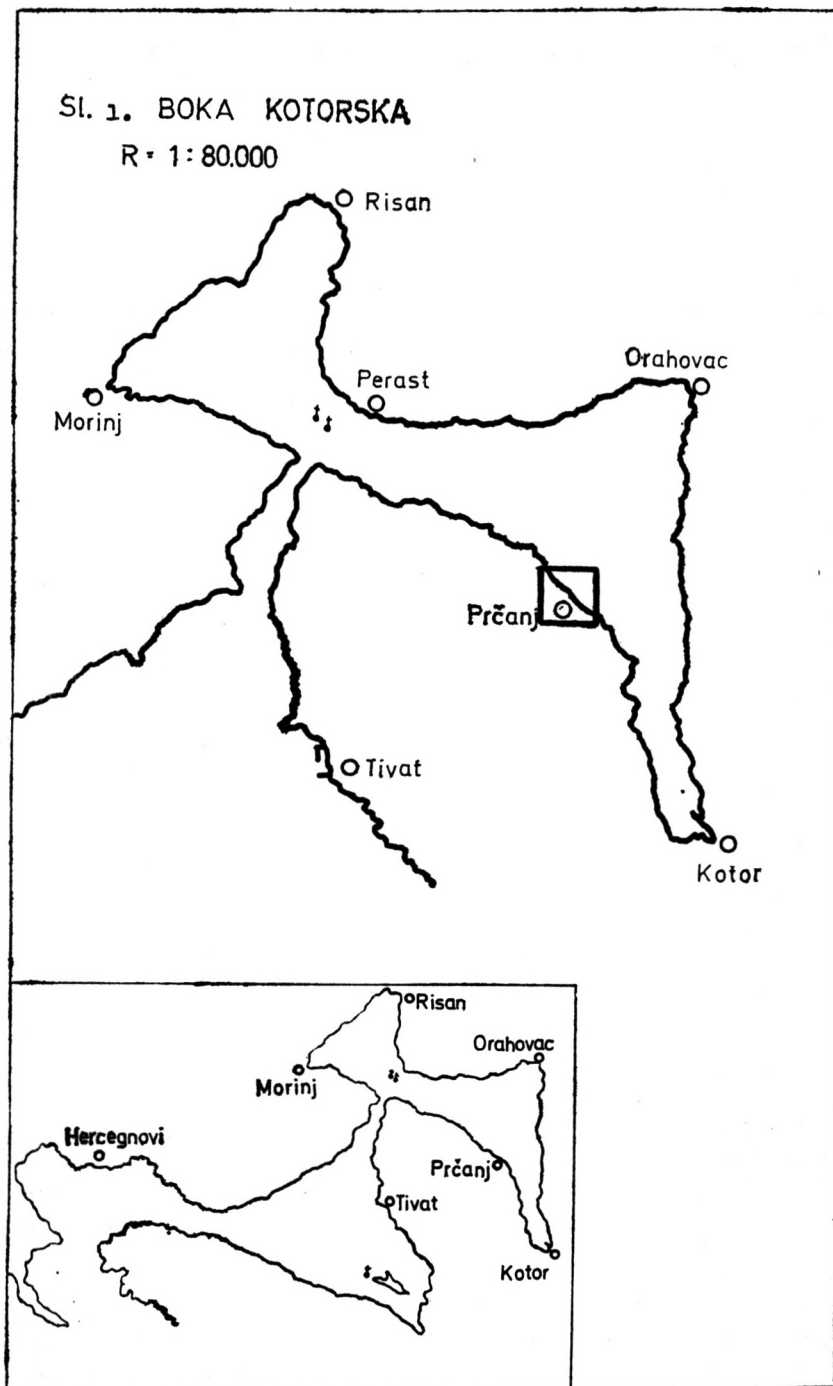 Sl. 1. BOKA KOTORSKA
R = 1:80.000
Risan
Orahovac
Perast
Morinj
Prčanj
Tivat
Kotor
Risan
Orahovac
Morinj
Hercegnovi
Prčanj
Tivat
Kotor